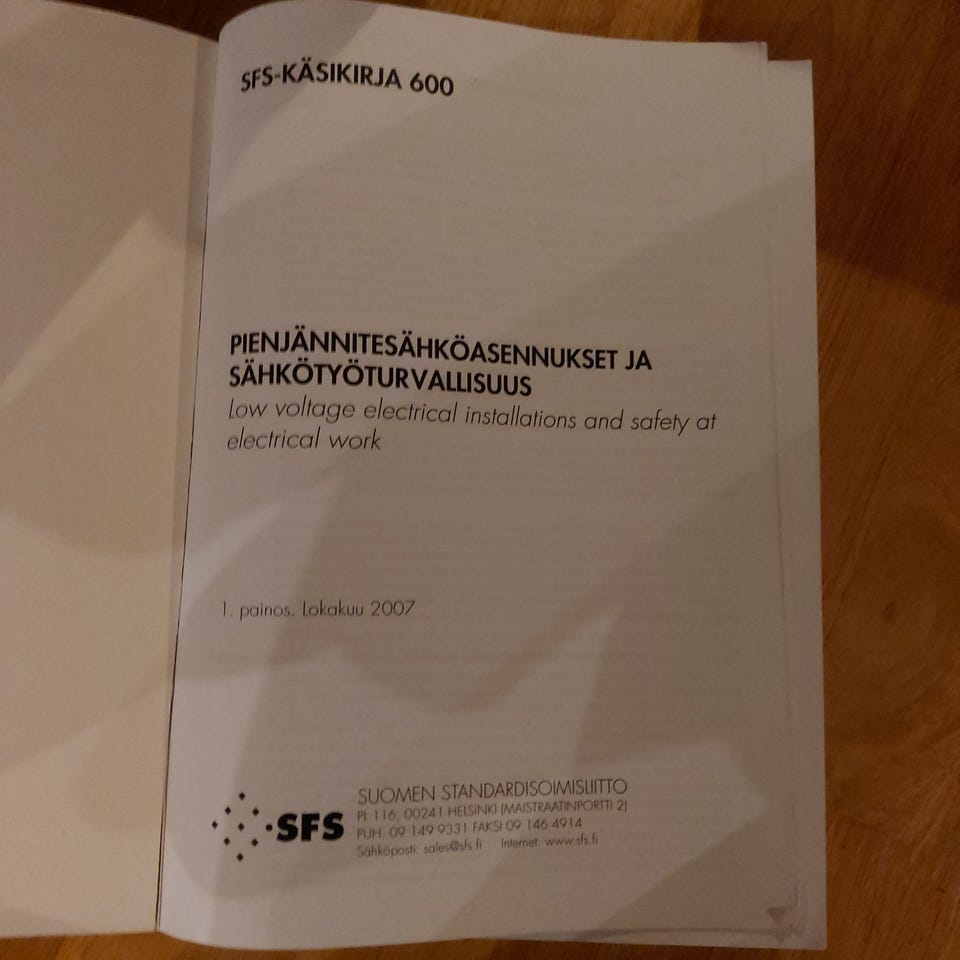 SFS-KÄSIKIRJA 600
PIENJÄNNITESÄHKÖASENNUKSET JA
SÄHKÖTYÖTURVALLISUUS
Low voltage electrical installations and safety at
electrical work
1. painos. Lokakuu 2007
SFS
SUOMEN STANDARDISOIMISLIITTO
PL 116, 00241 HELSINKI (MAISTRAATINPORTTI 2)
PUH. 09 149 9331 FAKSI 09 146 4914
Sähköposti: sales@sfs.fi Internet: www.sfs.fi